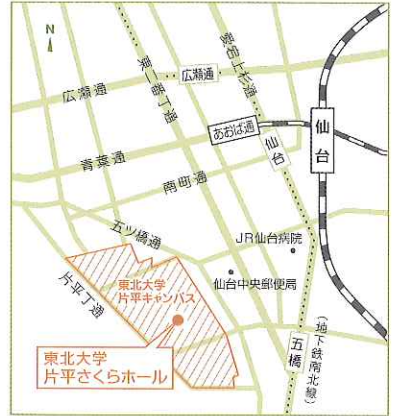 N
愛宕上杉通
東二番丁通
広瀬通
広瀬通
あおば通
仙台
仙台
青葉通
南町通
五ツ橋通
JR仙台病院
東北大学
片平キャンパス
仙台中央郵便局
片平丁通
五橋
(地下鉄南北線)
東北大学
片平さくらホール